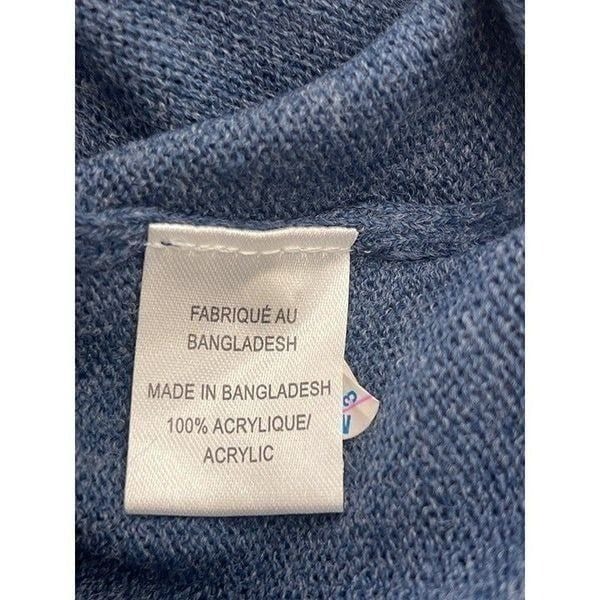 FABRIQUÉ AU
BANGLADESH
MADE IN BANGLADESH
100% ACRYLIQUE/
ACRYLIC